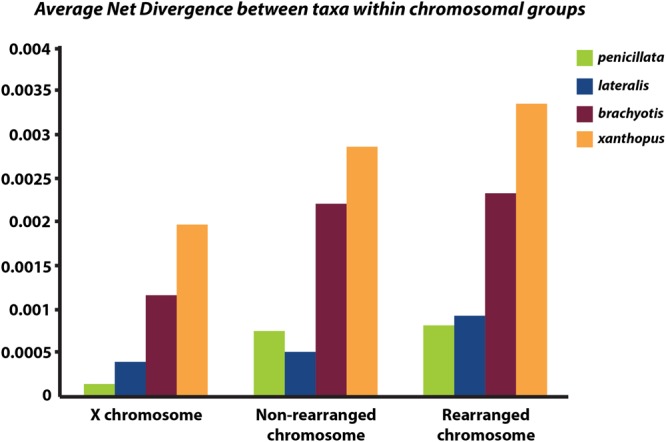 Average Net Divergence between taxa within chromosomal groups
0.004
0.0035
0.003
0.0025
0.002
0.0015
0.001
0.0005
0
penicillata
lateralis
brachyotis
xanthopus
X chromosome
Non-rearranged
chromosome
Rearranged
chromosome